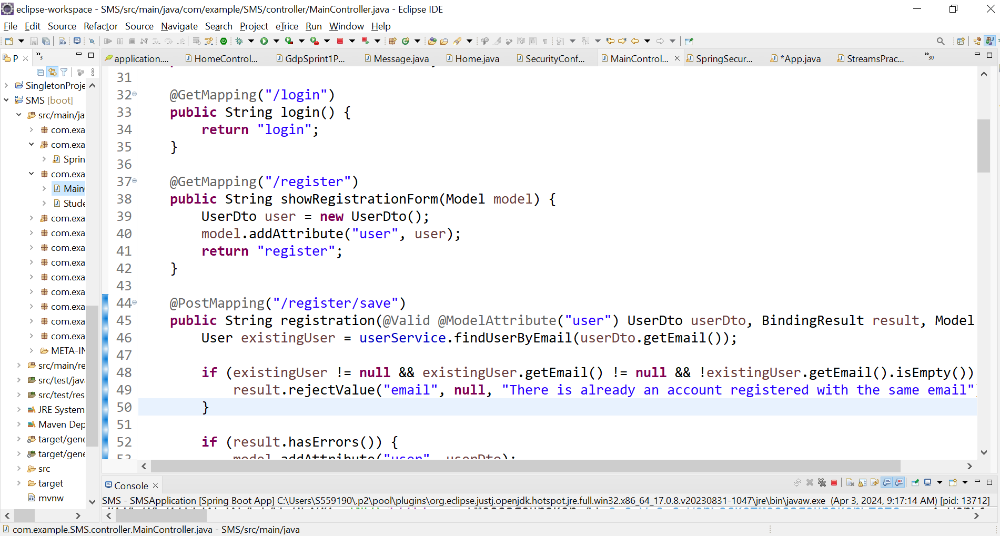 eclipse-workspace - SMS/src/main/java/com/example/SMS/controller/MainController.java - Eclipse IDE
File Edit Source Refactor Source Navigate Search Project eTrice Run Window Help
P
»3
application....
HomeControl...
GdpSprint1P...
Message.java
Home.java
SecurityConf...
MainControl...
SpringSecur...
*App.java
StreamsPrac...
»30
SingletonProje
SMS [boot]
src/main/ja
com.exa
com.exa
Sprin
com.exa
Main
Stude
com.exa
com.exa
com.exa
com.exa
com.exa
com.exa
com.exa
com.exa
com.exa
META-IN
src/main/re
src/test/java
src/test/res
JRE System
Maven Dep
target/gene
target/gene
src
target
mvnw
31
32 @GetMapping("/login")
33 public String login() {
34 return "login";
35 }
36
37 @GetMapping("/register")
38 public String showRegistrationForm(Model model) {
39 UserDto user = new UserDto();
40 model.addAttribute("user", user);
41 return "register";
42 }
43
44 @PostMapping("/register/save")
45 public String registration(@Valid @ModelAttribute("user") UserDto userDto, BindingResult result, Model
46 User existingUser = userService.findUserByEmail(userDto.getEmail());
47
48 if (existingUser != null && existingUser.getEmail() != null && !existingUser.getEmail().isEmpty())
49 result.rejectValue("email", null, "There is already an account registered with the same email"
50 }
51
52 if (result.hasErrors()) {
53 model.addAttribute("user", userDto);
Console
SMS - SMSApplication [Spring Boot App] C:\Users\S559190\.p2\pool\plugins\org.eclipse.justj.openjdk.hotspot.jre.full.win32.x86_64_17.0.8.v20230831-1047\jre\bin\javaw.exe (Apr 3, 2024, 9:17:14 AM) [pid: 13712]
com.example.SMS.controller.MainController.java - SMS/src/main/java